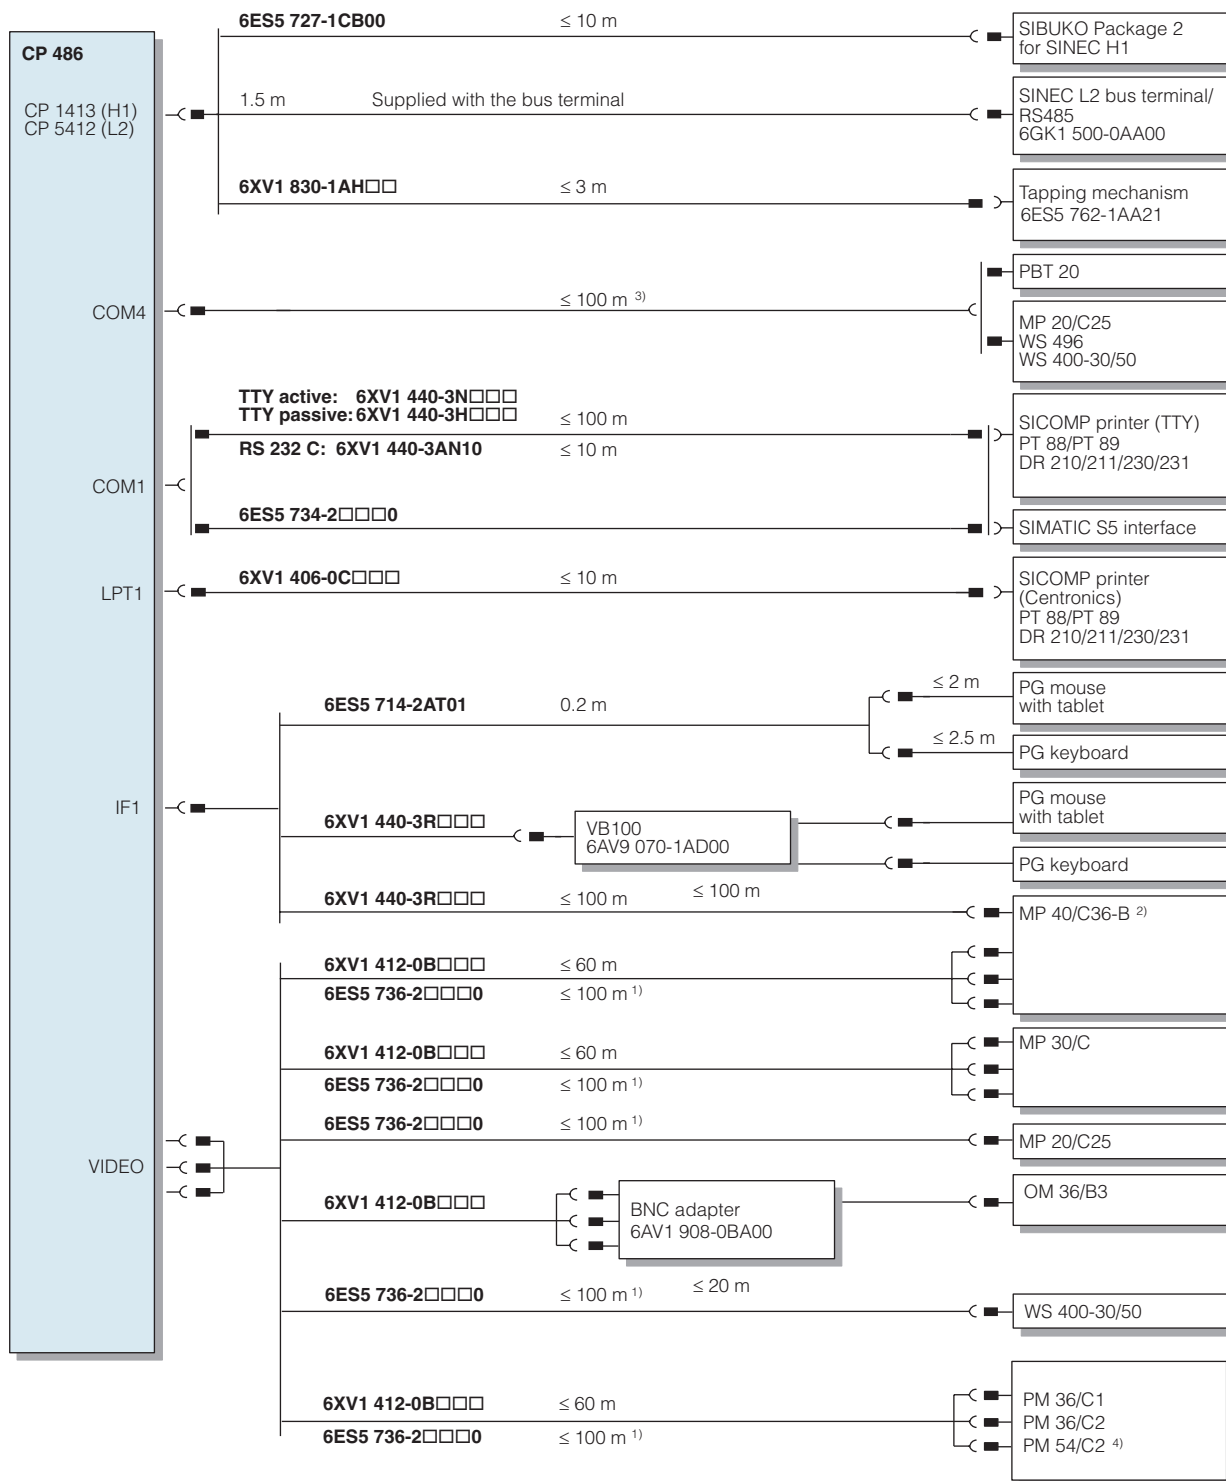 6ES5 727-1CB00 ≤ 10 m
SIBUKO Package 2
for SINEC H1
CP 486
CP 1413 (H1)
CP 5412 (L2)
1.5 m Supplied with the bus terminal
SINEC L2 bus terminal/
RS485
6GK1 500-0AA00
6XV1 830-1AH□□ ≤ 3 m
Tapping mechanism
6ES5 762-1AA21
COM4
≤ 100 m 3)
PBT 20
MP 20/C25
WS 496
WS 400-30/50
COM1
TTY active: 6XV1 440-3N□□□
TTY passive: 6XV1 440-3H□□□
≤ 100 m
RS 232 C: 6XV1 440-3AN10 ≤ 10 m
SICOMP printer (TTY)
PT 88/PT 89
DR 210/211/230/231
6ES5 734-2□□□0
SIMATIC S5 interface
LPT1
6XV1 406-0C□□□ ≤ 10 m
SICOMP printer
(Centronics)
PT 88/PT 89
DR 210/211/230/231
IF1
6ES5 714-2AT01 0.2 m
≤ 2 m
PG mouse
with tablet
≤ 2.5 m
PG keyboard
6XV1 440-3R□□□
VB100
6AV9 070-1AD00
PG mouse
with tablet
PG keyboard
≤ 100 m
6XV1 440-3R□□□ ≤ 100 m
MP 40/C36-B 2)
VIDEO
6XV1 412-0B□□□ ≤ 60 m
6ES5 736-2□□□0 ≤ 100 m 1)
6XV1 412-0B□□□ ≤ 60 m
MP 30/C
6ES5 736-2□□□0 ≤ 100 m 1)
6ES5 736-2□□□0 ≤ 100 m 1)
MP 20/C25
6XV1 412-0B□□□
BNC adapter
6AV1 908-0BA00
OM 36/B3
≤ 20 m
6ES5 736-2□□□0 ≤ 100 m 1)
WS 400-30/50
6XV1 412-0B□□□ ≤ 60 m
6ES5 736-2□□□0 ≤ 100 m 1)
PM 36/C1
PM 36/C2
PM 54/C2 4)